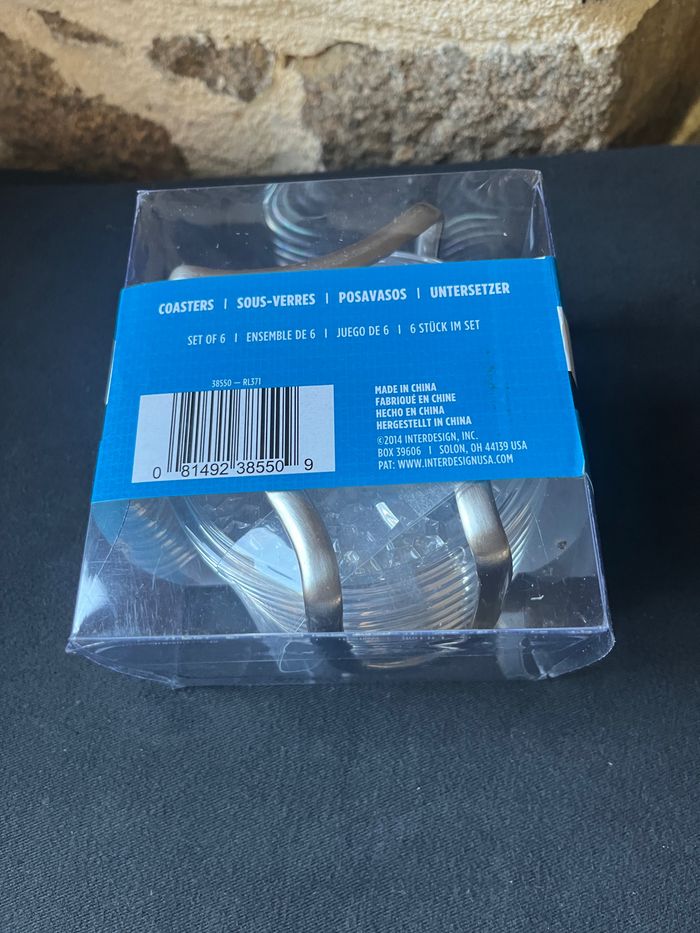 COASTERS | SOUS-VERRES | POSAVASOS | UNTERSETZER
SET OF 6 | ENSEMBLE DE 6 | JUEGO DE 6 | 6 STÜCK IM SET
38550 — RL371
0 81492 38550 9
MADE IN CHINA
FABRIQUÉ EN CHINE
HECHO EN CHINA
HERGESTELLT IN CHINA
©2014 INTERDESIGN, INC.
BOX 39606 | SOLON, OH 44139 USA
PAT: WWW.INTERDESIGNUSA.COM